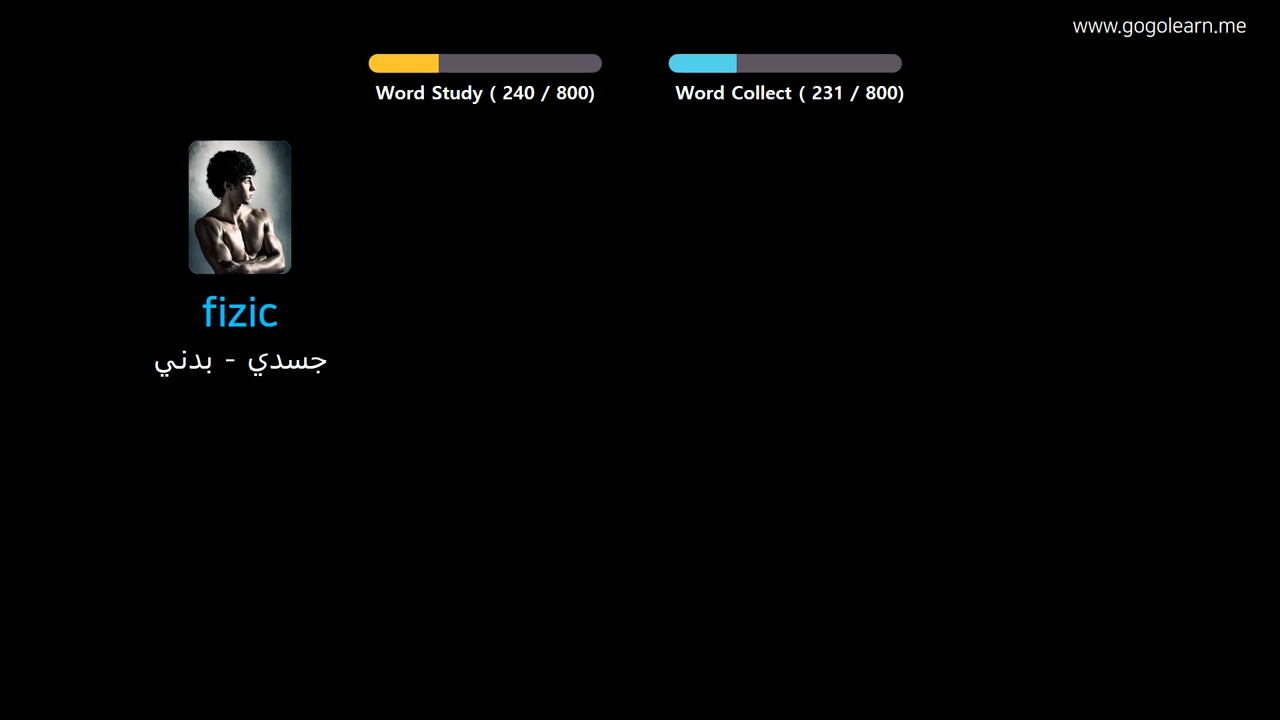 www.gogolearn.me
Word Study ( 240 / 800)
Word Collect ( 231 / 800)
fizic
جسدي - بدني